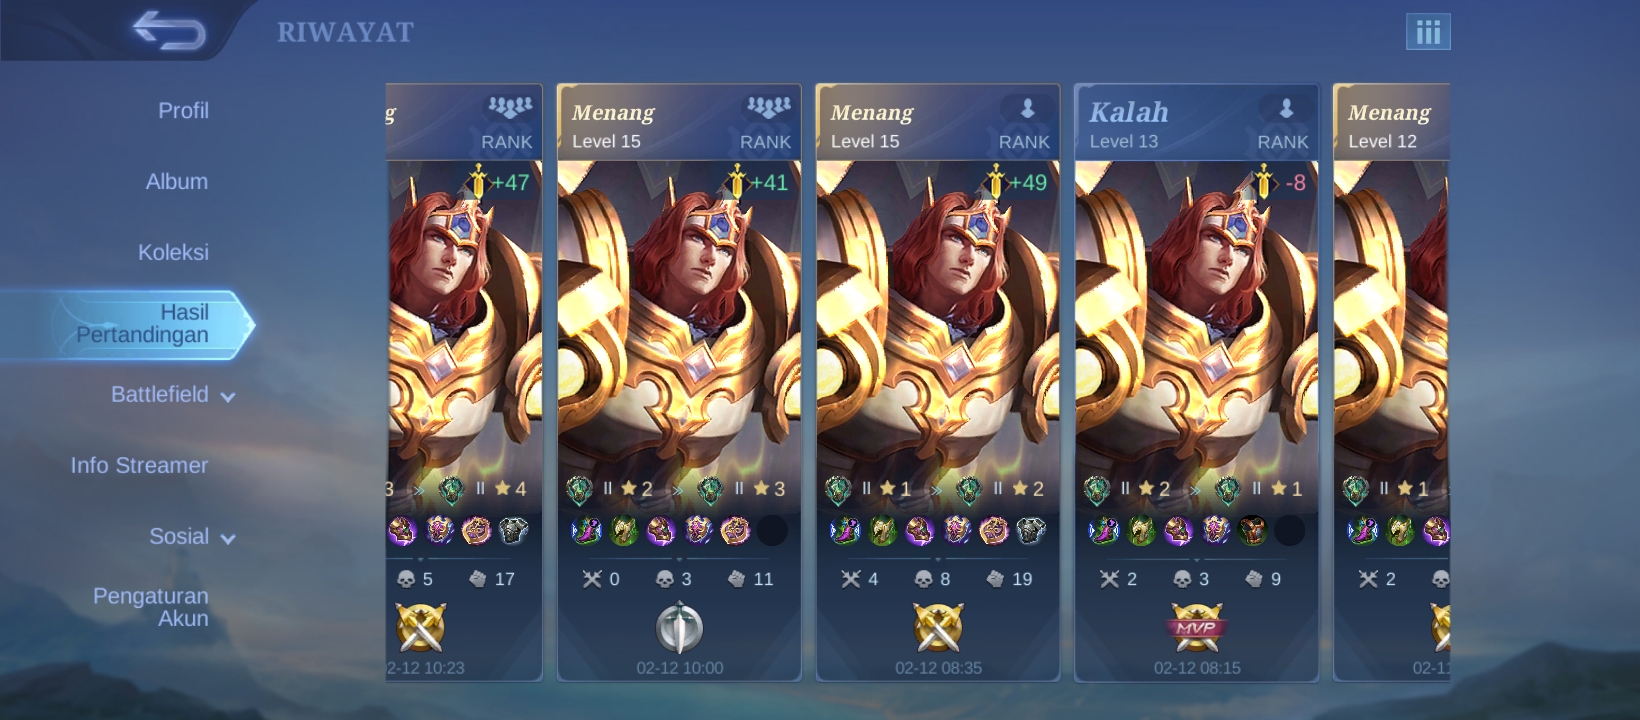 RIWAYAT
Profil
Album
Koleksi
Hasil
Pertandingan
Battlefield
Info Streamer
Sosial
Pengaturan
Akun
g
RANK
+47
3 » II 4
5 17
2-12 10:23
Menang
Level 15 RANK
+41
II 2 » II 3
0 3 11
02-12 10:00
Menang
Level 15 RANK
+49
II 1 » II 2
4 8 19
02-12 08:35
Kalah
Level 13 RANK
-8
II 2 » II 1
2 3 9
MVP
02-12 08:15
Menang
Level 12
II 1
2
02-11